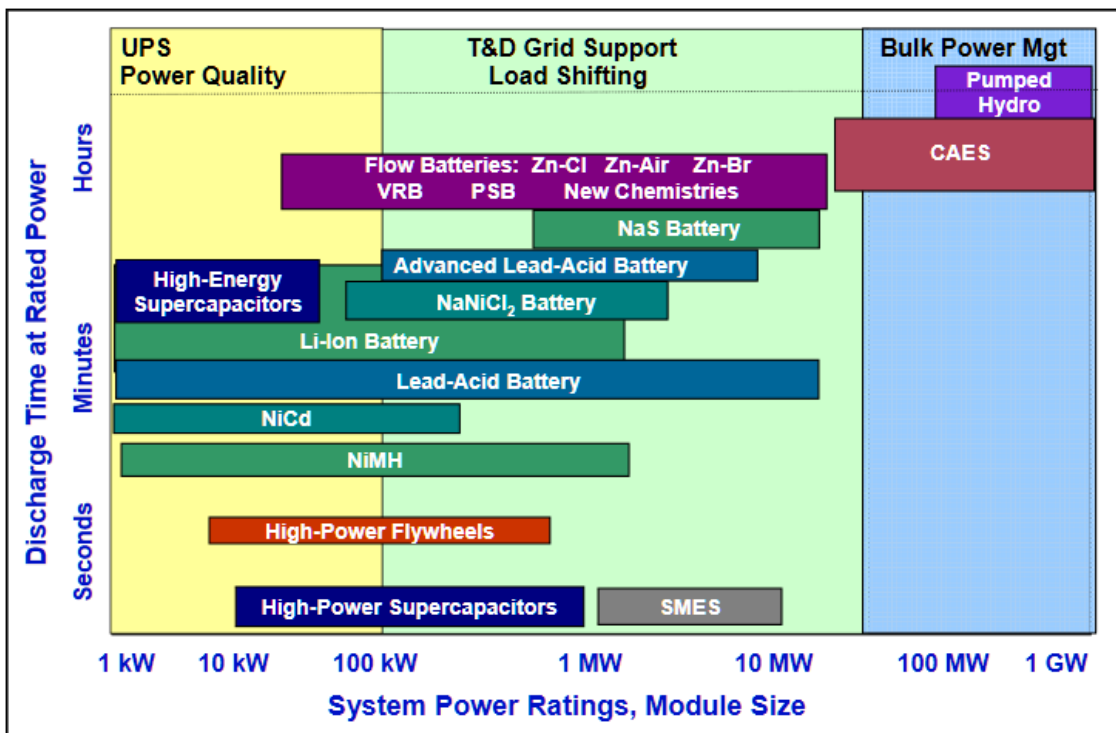 UPS
Power Quality
T&D Grid Support
Load Shifting
Bulk Power Mgt
Pumped
Hydro
CAES
Flow Batteries: Zn-Cl Zn-Air Zn-Br
VRB PSB New Chemistries
NaS Battery
Advanced Lead-Acid Battery
High-Energy
Supercapacitors
NaNiCl₂ Battery
Li-Ion Battery
Lead-Acid Battery
NiCd
NiMH
High-Power Flywheels
High-Power Supercapacitors
SMES
Discharge Time at Rated Power
Hours
Minutes
Seconds
1 kW 10 kW 100 kW 1 MW 10 MW 100 MW 1 GW
System Power Ratings, Module Size